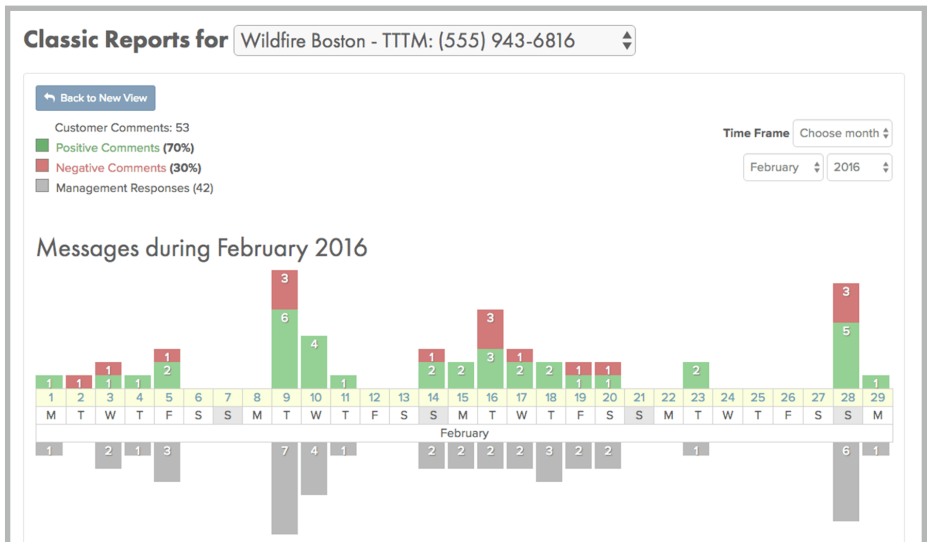 Classic Reports for Wildfire Boston - TTTM: (555) 943-6816
Back to New View
Customer Comments: 53
Positive Comments (70%)
Negative Comments (30%)
Management Responses (42)
Time Frame Choose month
February 2016
Messages during February 2016
3 3
3
6 5
4
1 1 1 3 1
2 2 2 3 2 2 1 1 2
1 1 1 1 1 1 1 1
1 2 3 4 5 6 7 8 9 10 11 12 13 14 15 16 17 18 19 20 21 22 23 24 25 26 27 28 29
M T W T F S S M T W T F S S M T W T F S S M T W T F S S M
February
1 2 1 3 7 4 1 2 2 2 2 3 2 2 1 6 1